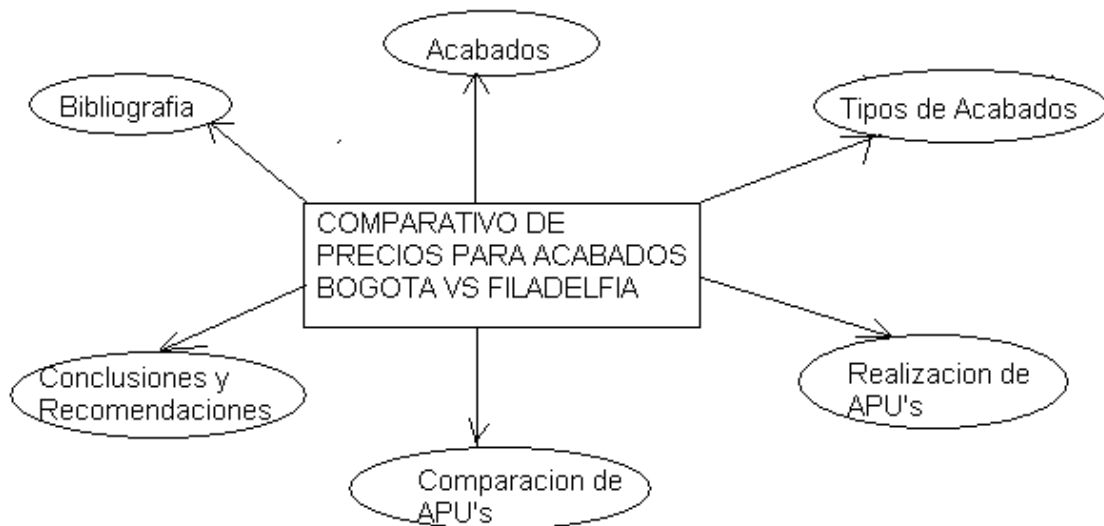 Acabados
Bibliografia
Tipos de Acabados
COMPARATIVO DE
PRECIOS PARA ACABADOS
BOGOTA VS FILADELFIA
Conclusiones y
Recomendaciones
Realizacion de
APU's
Comparacion de
APU's